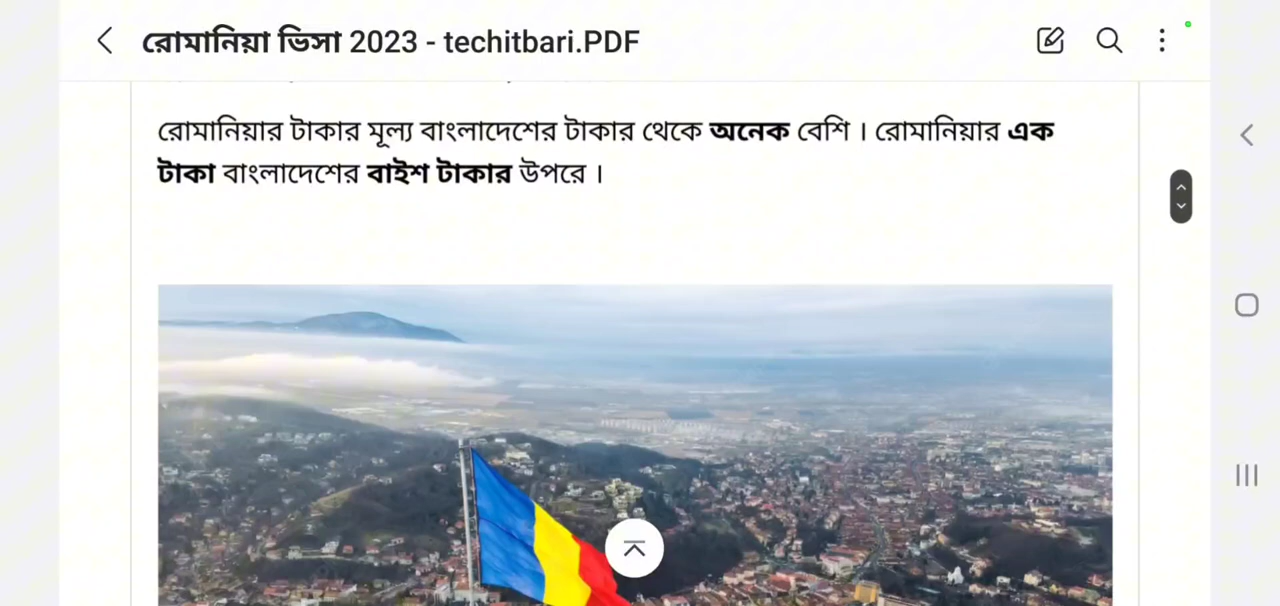 রোমানিয়া ভিসা 2023 - techitbari.PDF
রোমানিয়ার টাকার মূল্য বাংলাদেশের টাকার থেকে অনেক বেশি । রোমানিয়ার এক
টাকা বাংলাদেশের বাইশ টাকার উপরে ।